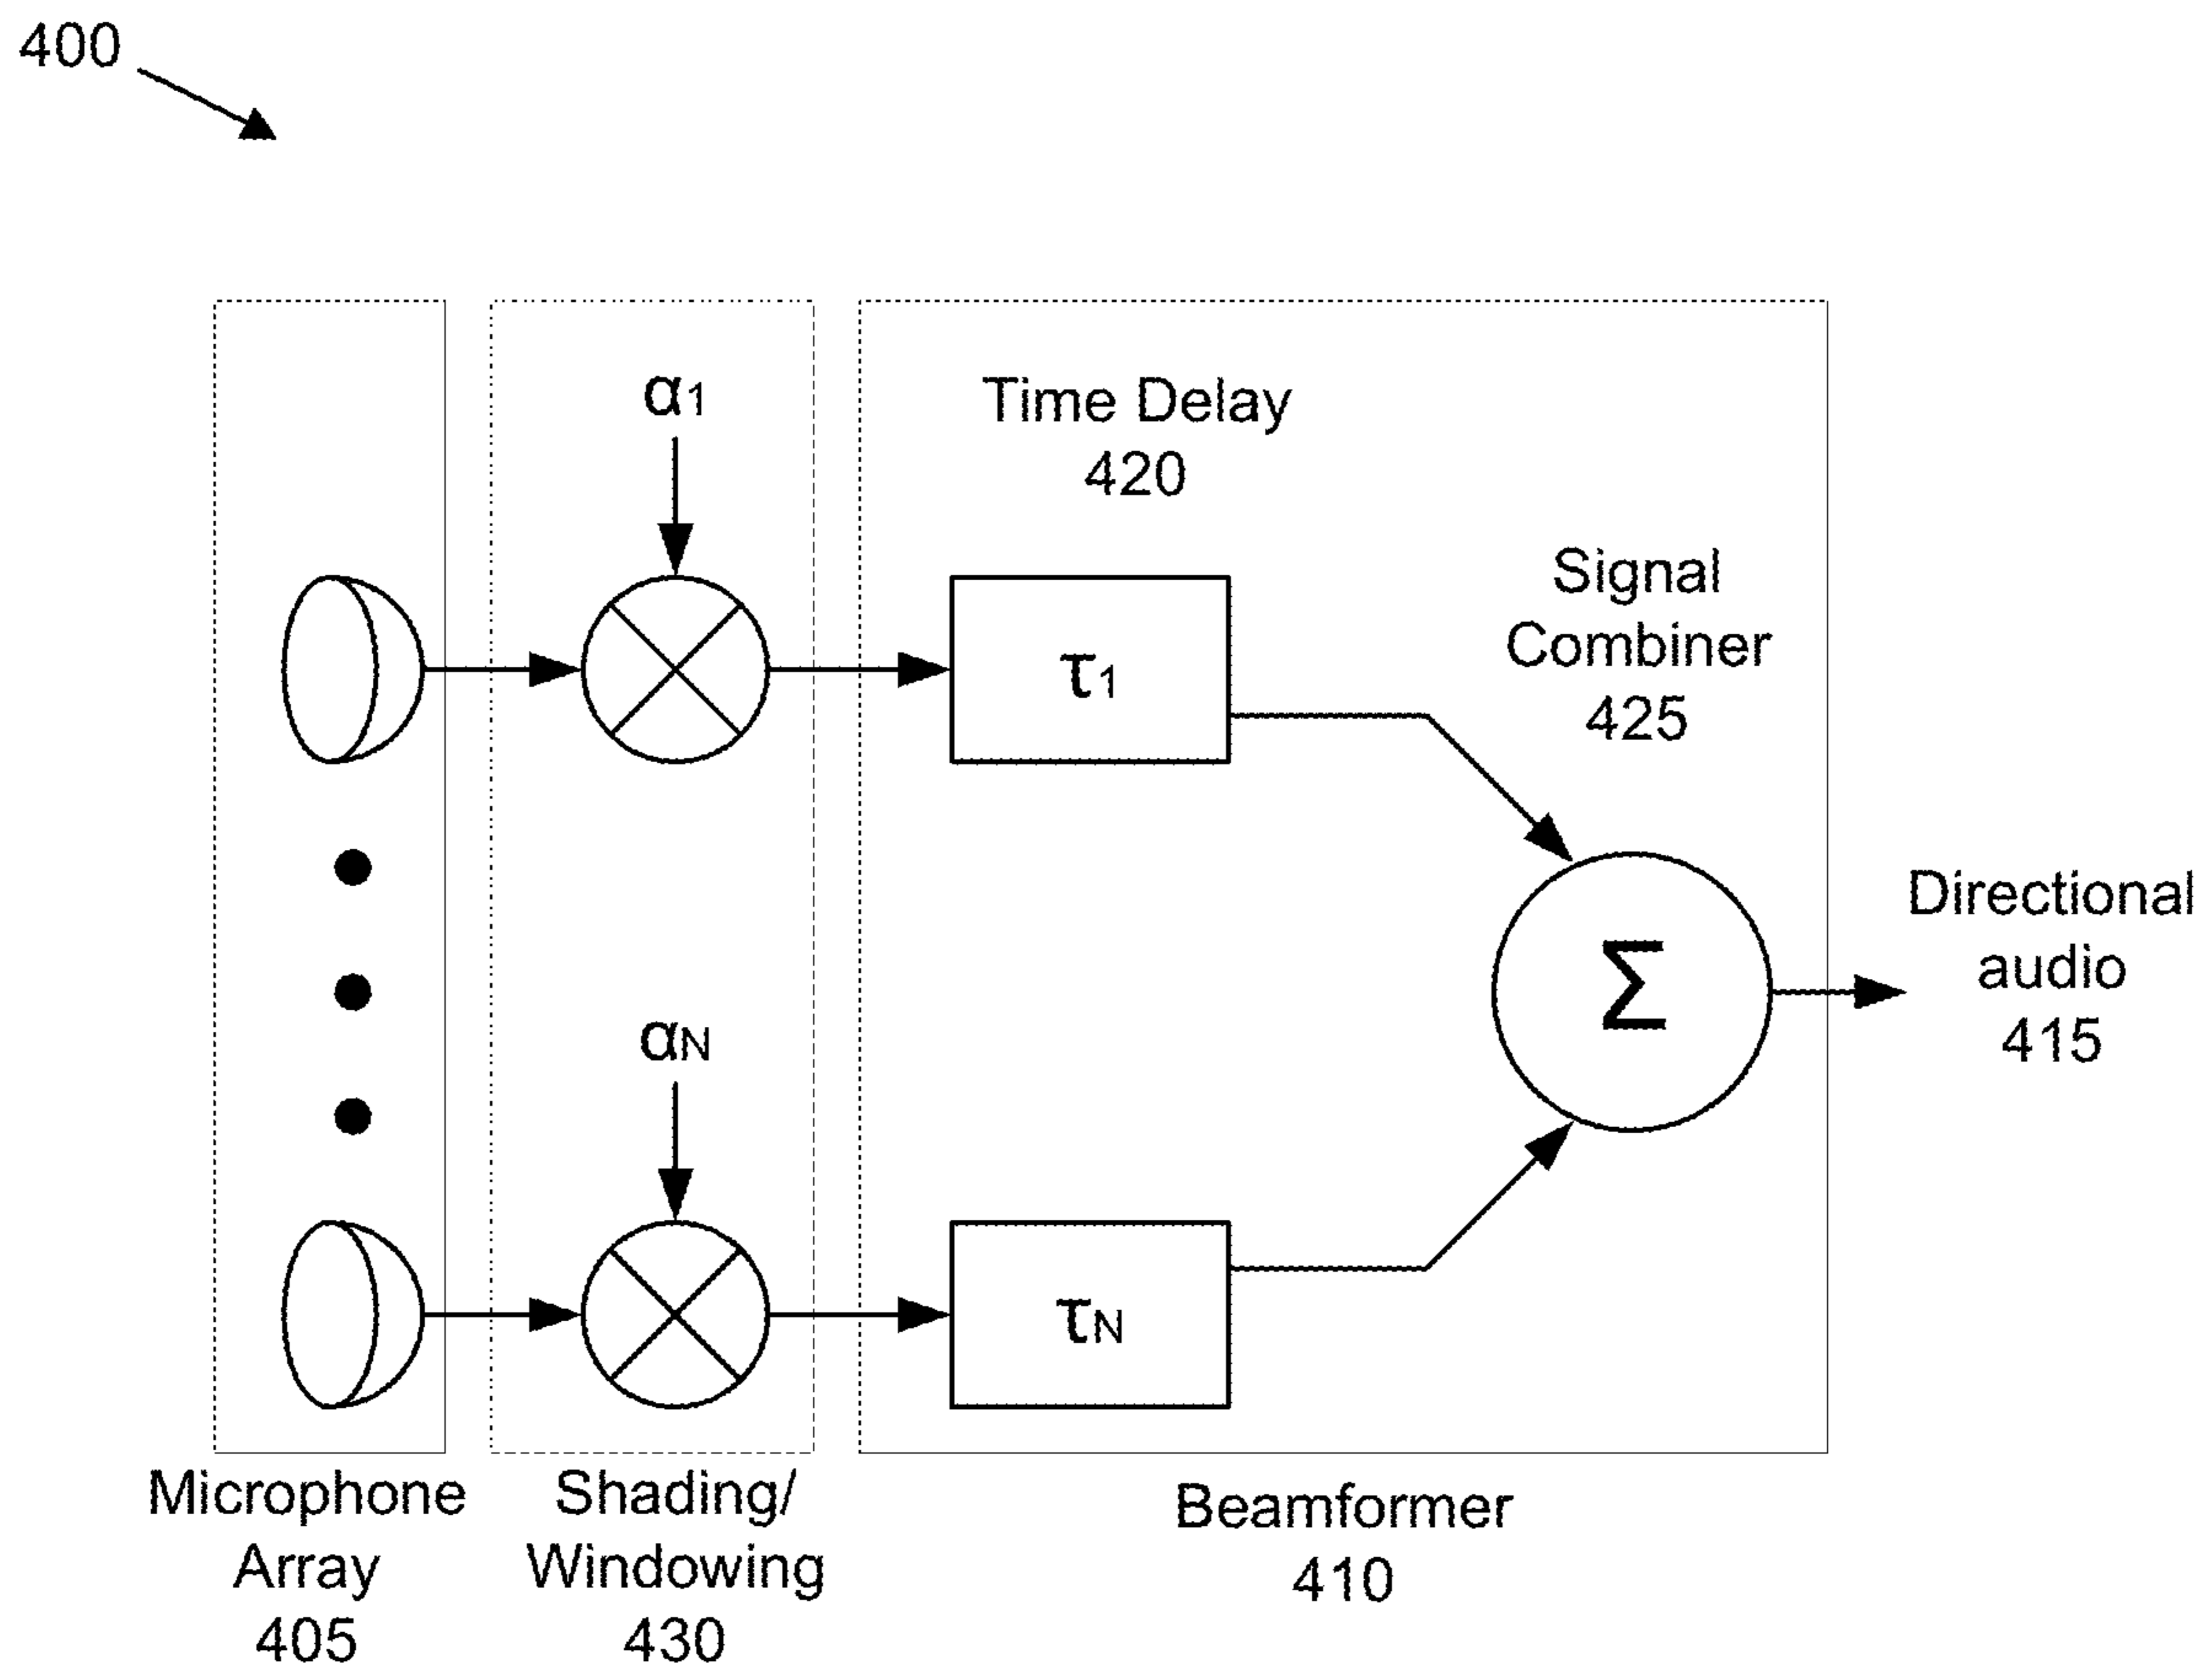 400
α1
Time Delay
420
Signal
Combiner
425
τ1
Directional
audio
415
Σ
αN
τN
Microphone
Array
405
Shading/
Windowing
430
Beamformer
410